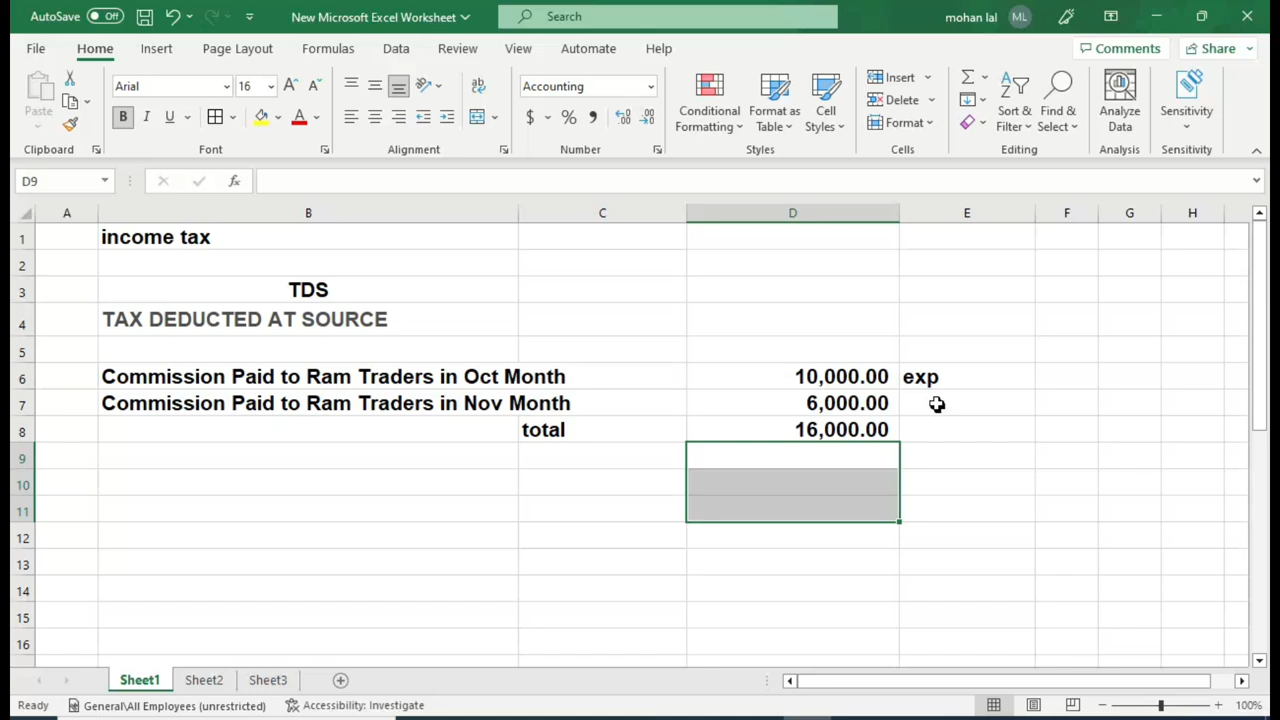 AutoSave Off New Microsoft Excel Worksheet Search mohan lal ML
File Home Insert Page Layout Formulas Data Review View Automate Help Comments Share
Paste Arial 16 Accounting Conditional Formatting Format as Table Cell Styles Insert Delete Format Sort & Filter Find & Select Analyze Data Sensitivity
Clipboard Font Alignment Number Styles Cells Editing Analysis Sensitivity
D9 fx
A B C D E F G H
1 income tax
2
3 TDS
4 TAX DEDUCTED AT SOURCE
5
6 Commission Paid to Ram Traders in Oct Month 10,000.00 exp
7 Commission Paid to Ram Traders in Nov Month 6,000.00
8 total 16,000.00
9
10
11
12
13
14
15
16
Sheet1 Sheet2 Sheet3
Ready General\All Employees (unrestricted) Accessibility: Investigate 100%